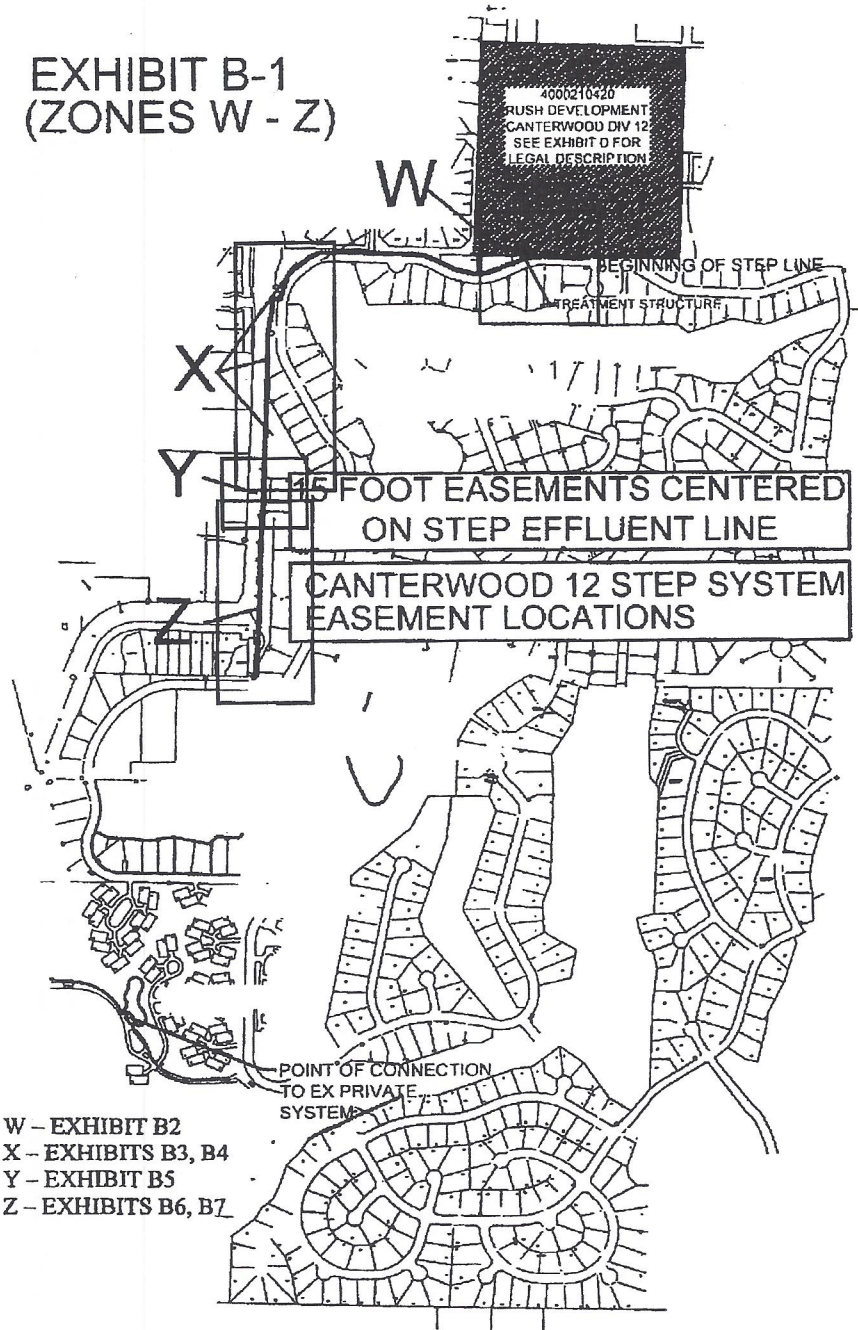 EXHIBIT B-1
(ZONES W - Z)
4000210420
RUSH DEVELOPMENT
CANTERWOOD DIV 12
SEE EXHIBIT D FOR
LEGAL DESCRIPTION
W
BEGINNING OF STEP LINE
TREATMENT STRUCTURE
X
Y
15 FOOT EASEMENTS CENTERED
ON STEP EFFLUENT LINE
CANTERWOOD 12 STEP SYSTEM
EASEMENT LOCATIONS
Z
POINT OF CONNECTION
TO EX PRIVATE
SYSTEM
W – EXHIBIT B2
X – EXHIBITS B3, B4
Y – EXHIBIT B5
Z – EXHIBITS B6, B7